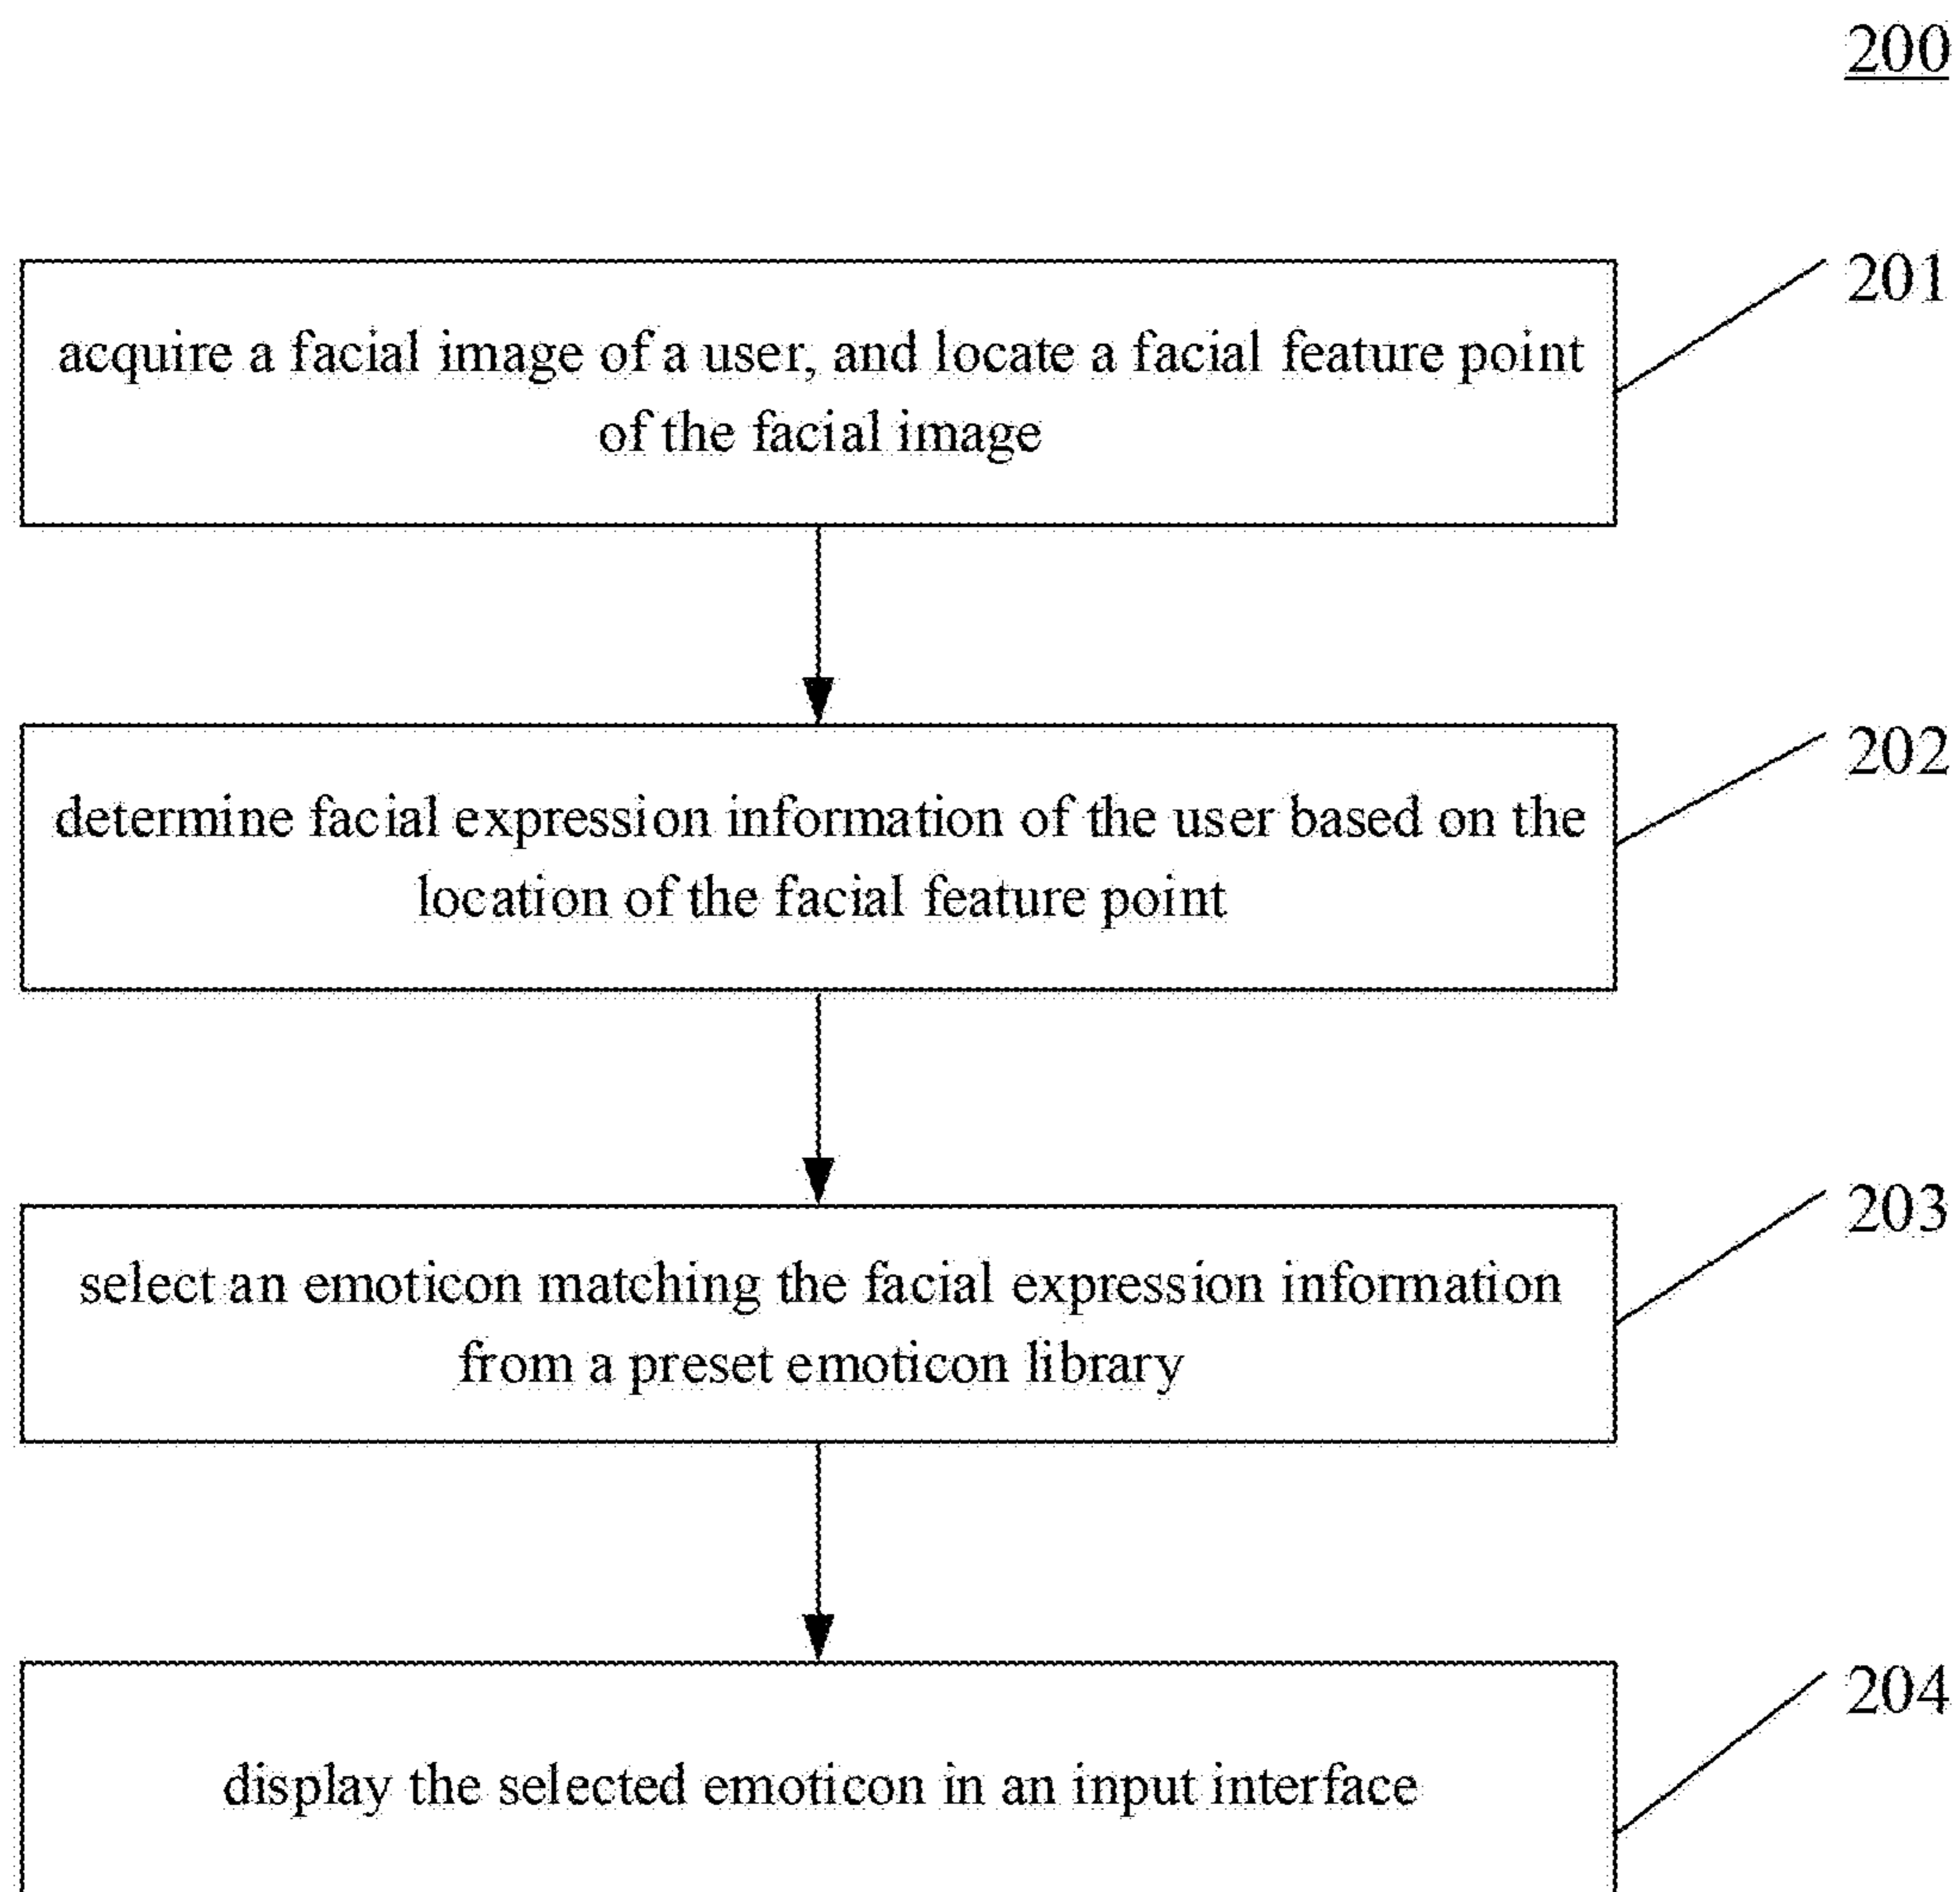 200
201
acquire a facial image of a user, and locate a facial feature point
of the facial image
202
determine facial expression information of the user based on the
location of the facial feature point
203
select an emoticon matching the facial expression information
from a preset emoticon library
204
display the selected emoticon in an input interface